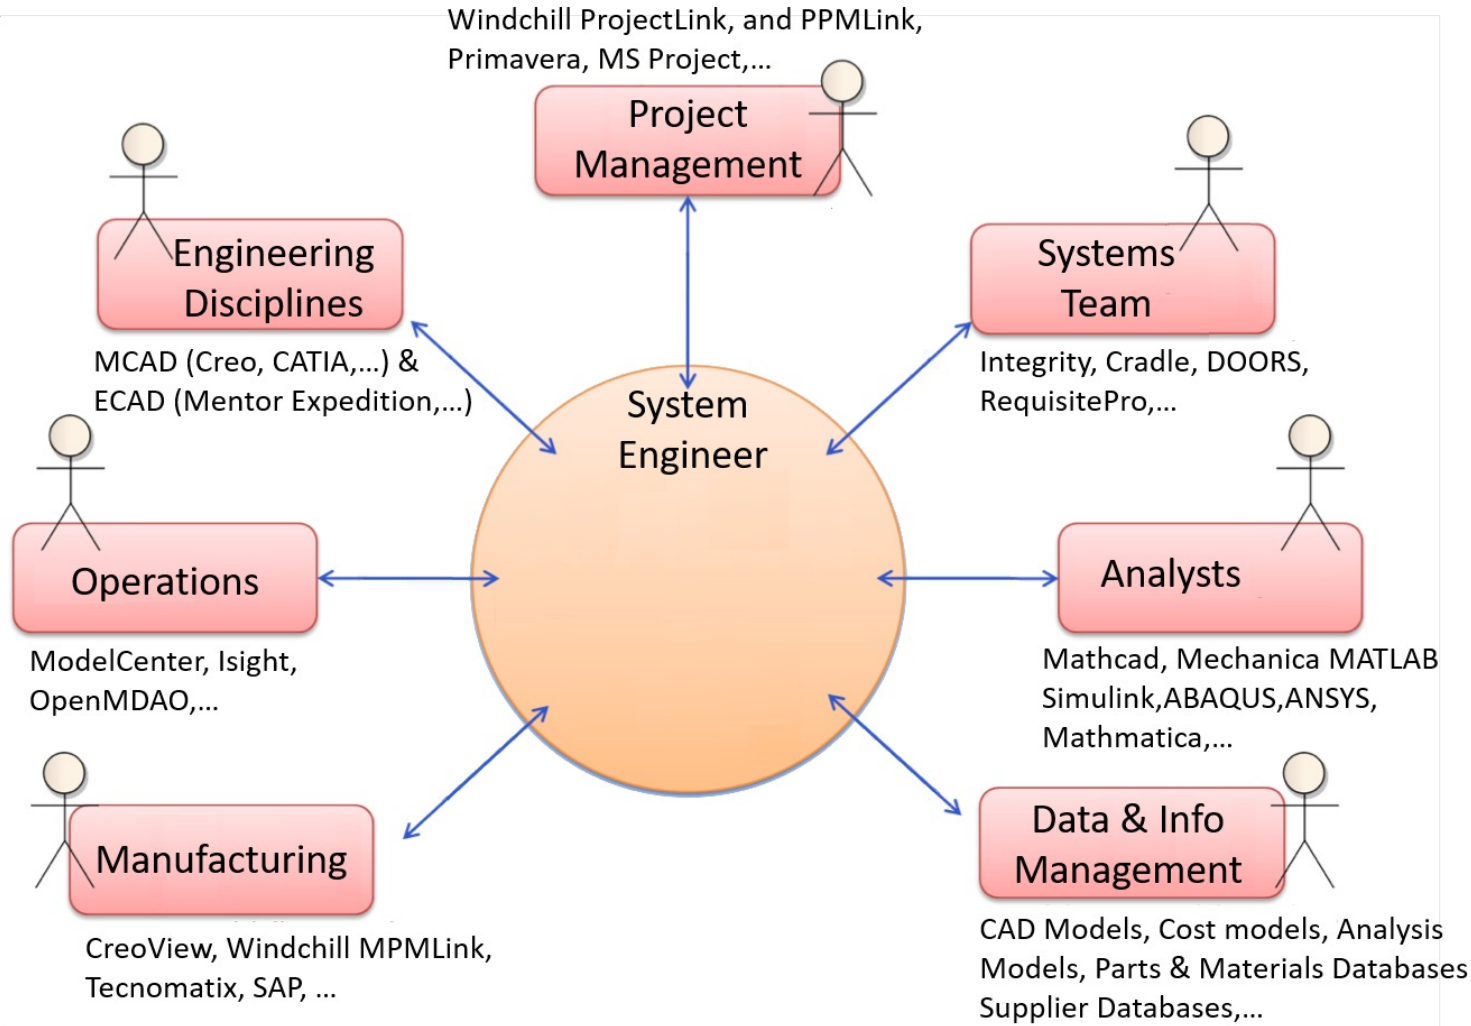 Windchill ProjectLink, and PPMLink,
Primavera, MS Project,...
Project
Management
Engineering
Disciplines
MCAD (Creo, CATIA,...) &
ECAD (Mentor Expedition,...)
Systems
Team
Integrity, Cradle, DOORS,
RequisitePro,...
System
Engineer
Operations
ModelCenter, Isight,
OpenMDAO,...
Analysts
Mathcad, Mechanica MATLAB
Simulink,ABAQUS,ANSYS,
Mathmatica,...
Manufacturing
CreoView, Windchill MPMLink,
Tecnomatix, SAP, ...
Data & Info
Management
CAD Models, Cost models, Analysis
Models, Parts & Materials Databases
Supplier Databases,...